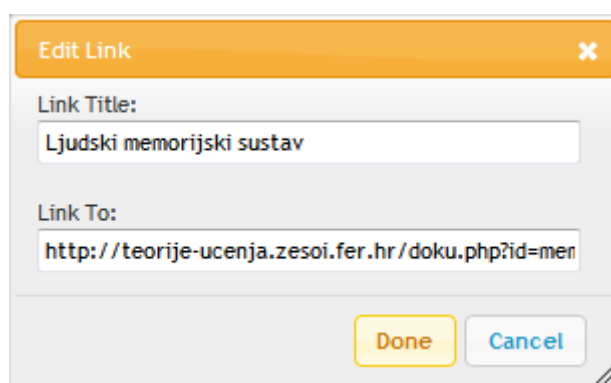 Edit Link
Link Title:
Ljudski memorijski sustav
Link To:
http://teorije-ucenja.zesoi.fer.hr/doku.php?id=mem
Done Cancel